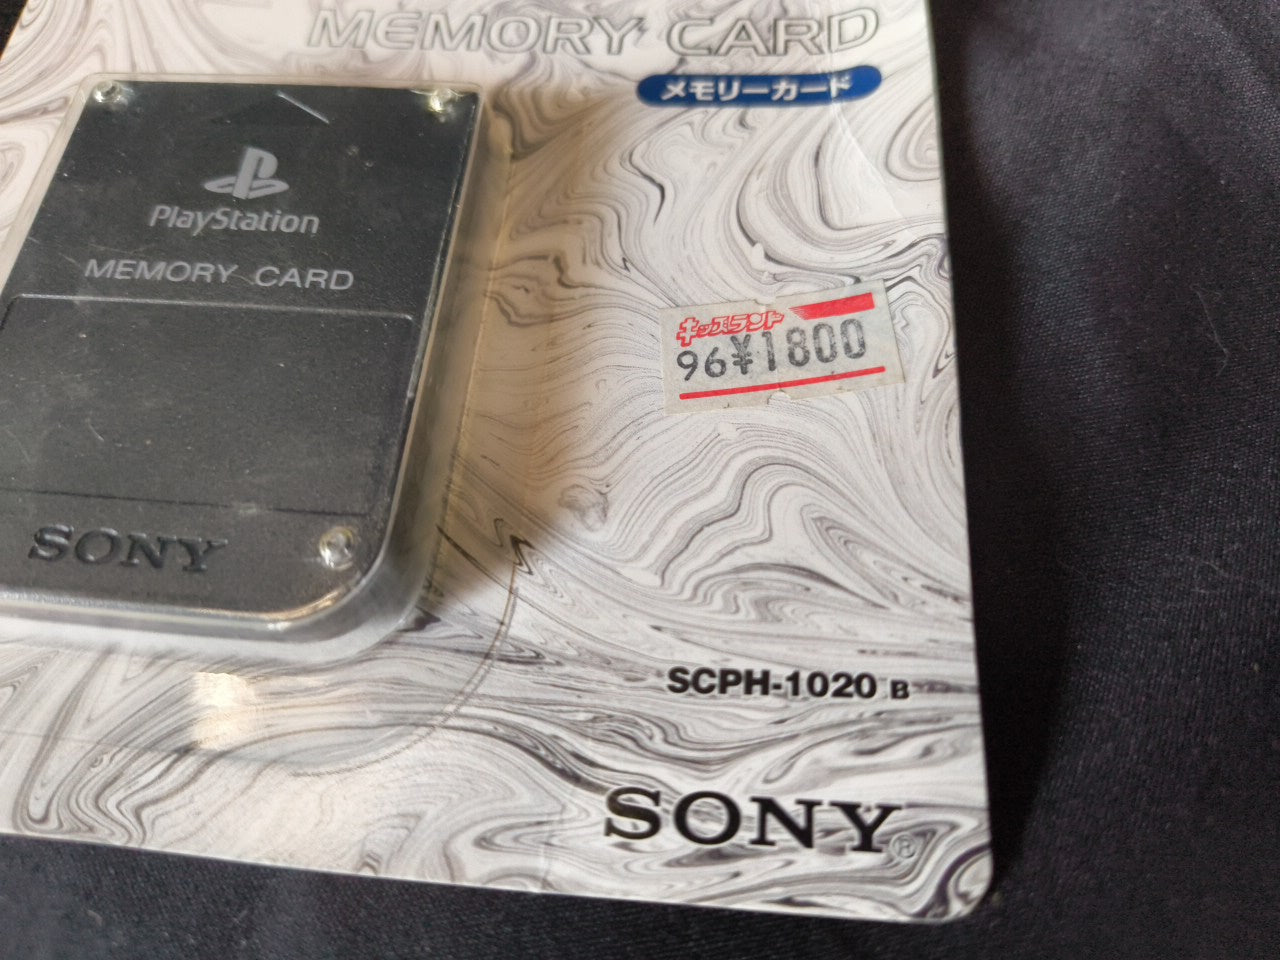 MEMORY CARD
メモリーカード
PlayStation
MEMORY CARD
SONY
キッズランド
96¥1800
SCPH-1020 B
SONY®